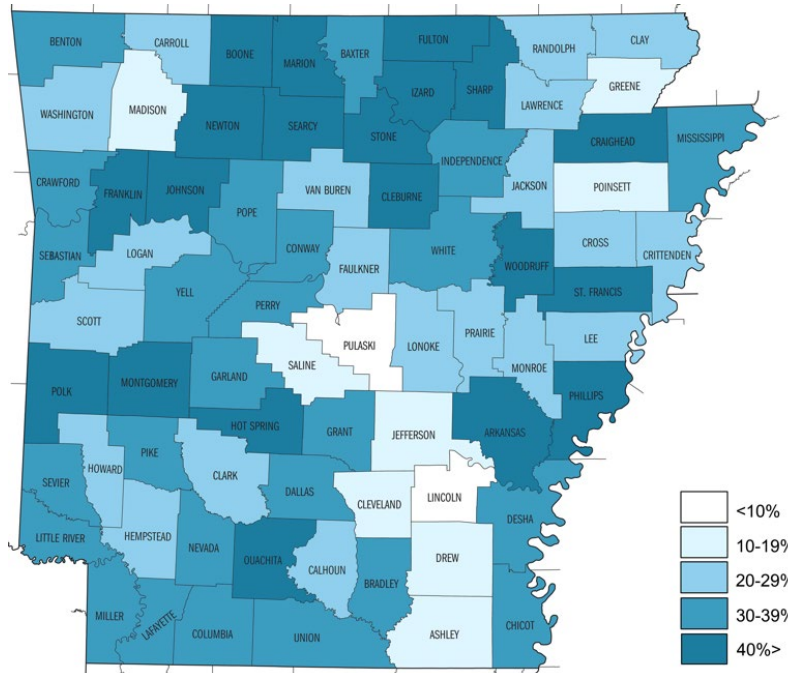 BENTON
CARROLL
BOONE
MARION
BAXTER
FULTON
RANDOLPH
CLAY
WASHINGTON
MADISON
NEWTON
SEARCY
STONE
IZARD
SHARP
LAWRENCE
GREENE
CRAWFORD
FRANKLIN
JOHNSON
POPE
VAN BUREN
CLEBURNE
INDEPENDENCE
JACKSON
CRAIGHEAD
MISSISSIPPI
POINSETT
SEBASTIAN
LOGAN
YELL
CONWAY
FAULKNER
WHITE
WOODRUFF
CROSS
CRITTENDEN
SCOTT
PERRY
PULASKI
LONOKE
PRAIRIE
MONROE
ST. FRANCIS
LEE
POLK
MONTGOMERY
GARLAND
SALINE
HOT SPRING
GRANT
JEFFERSON
ARKANSAS
PHILLIPS
SEVIER
HOWARD
PIKE
CLARK
DALLAS
CLEVELAND
LINCOLN
DESHA
LITTLE RIVER
HEMPSTEAD
NEVADA
OUACHITA
CALHOUN
BRADLEY
DREW
MILLER
LAFAYETTE
COLUMBIA
UNION
ASHLEY
CHICOT
<10%
10-19%
20-29%
30-39%
40%>